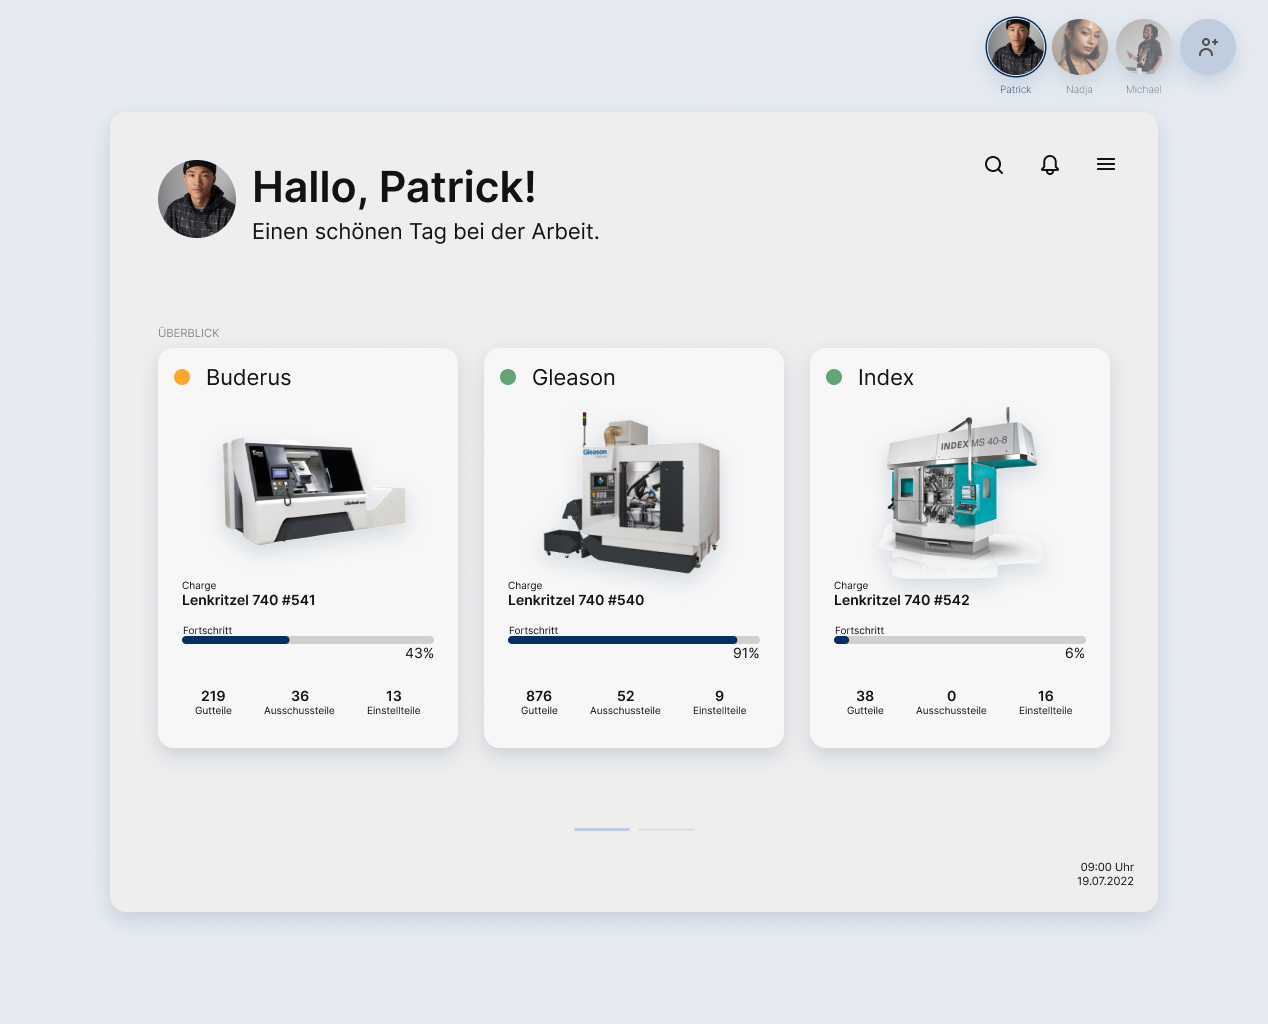 Patrick
Nadja
Michael
Hallo, Patrick!
Einen schönen Tag bei der Arbeit.
ÜBERBLICK
Buderus
Charge
Lenkritzel 740 #541
Fortschritt
43%
219 36 13
Gutteile Ausschussteile Einstellteile
Gleason
Gleason
Charge
Lenkritzel 740 #540
Fortschritt
91%
876 52 9
Gutteile Ausschussteile Einstellteile
Index
INDEX MS 40-8
Charge
Lenkritzel 740 #542
Fortschritt
6%
38 0 16
Gutteile Ausschussteile Einstellteile
09:00 Uhr
19.07.2022